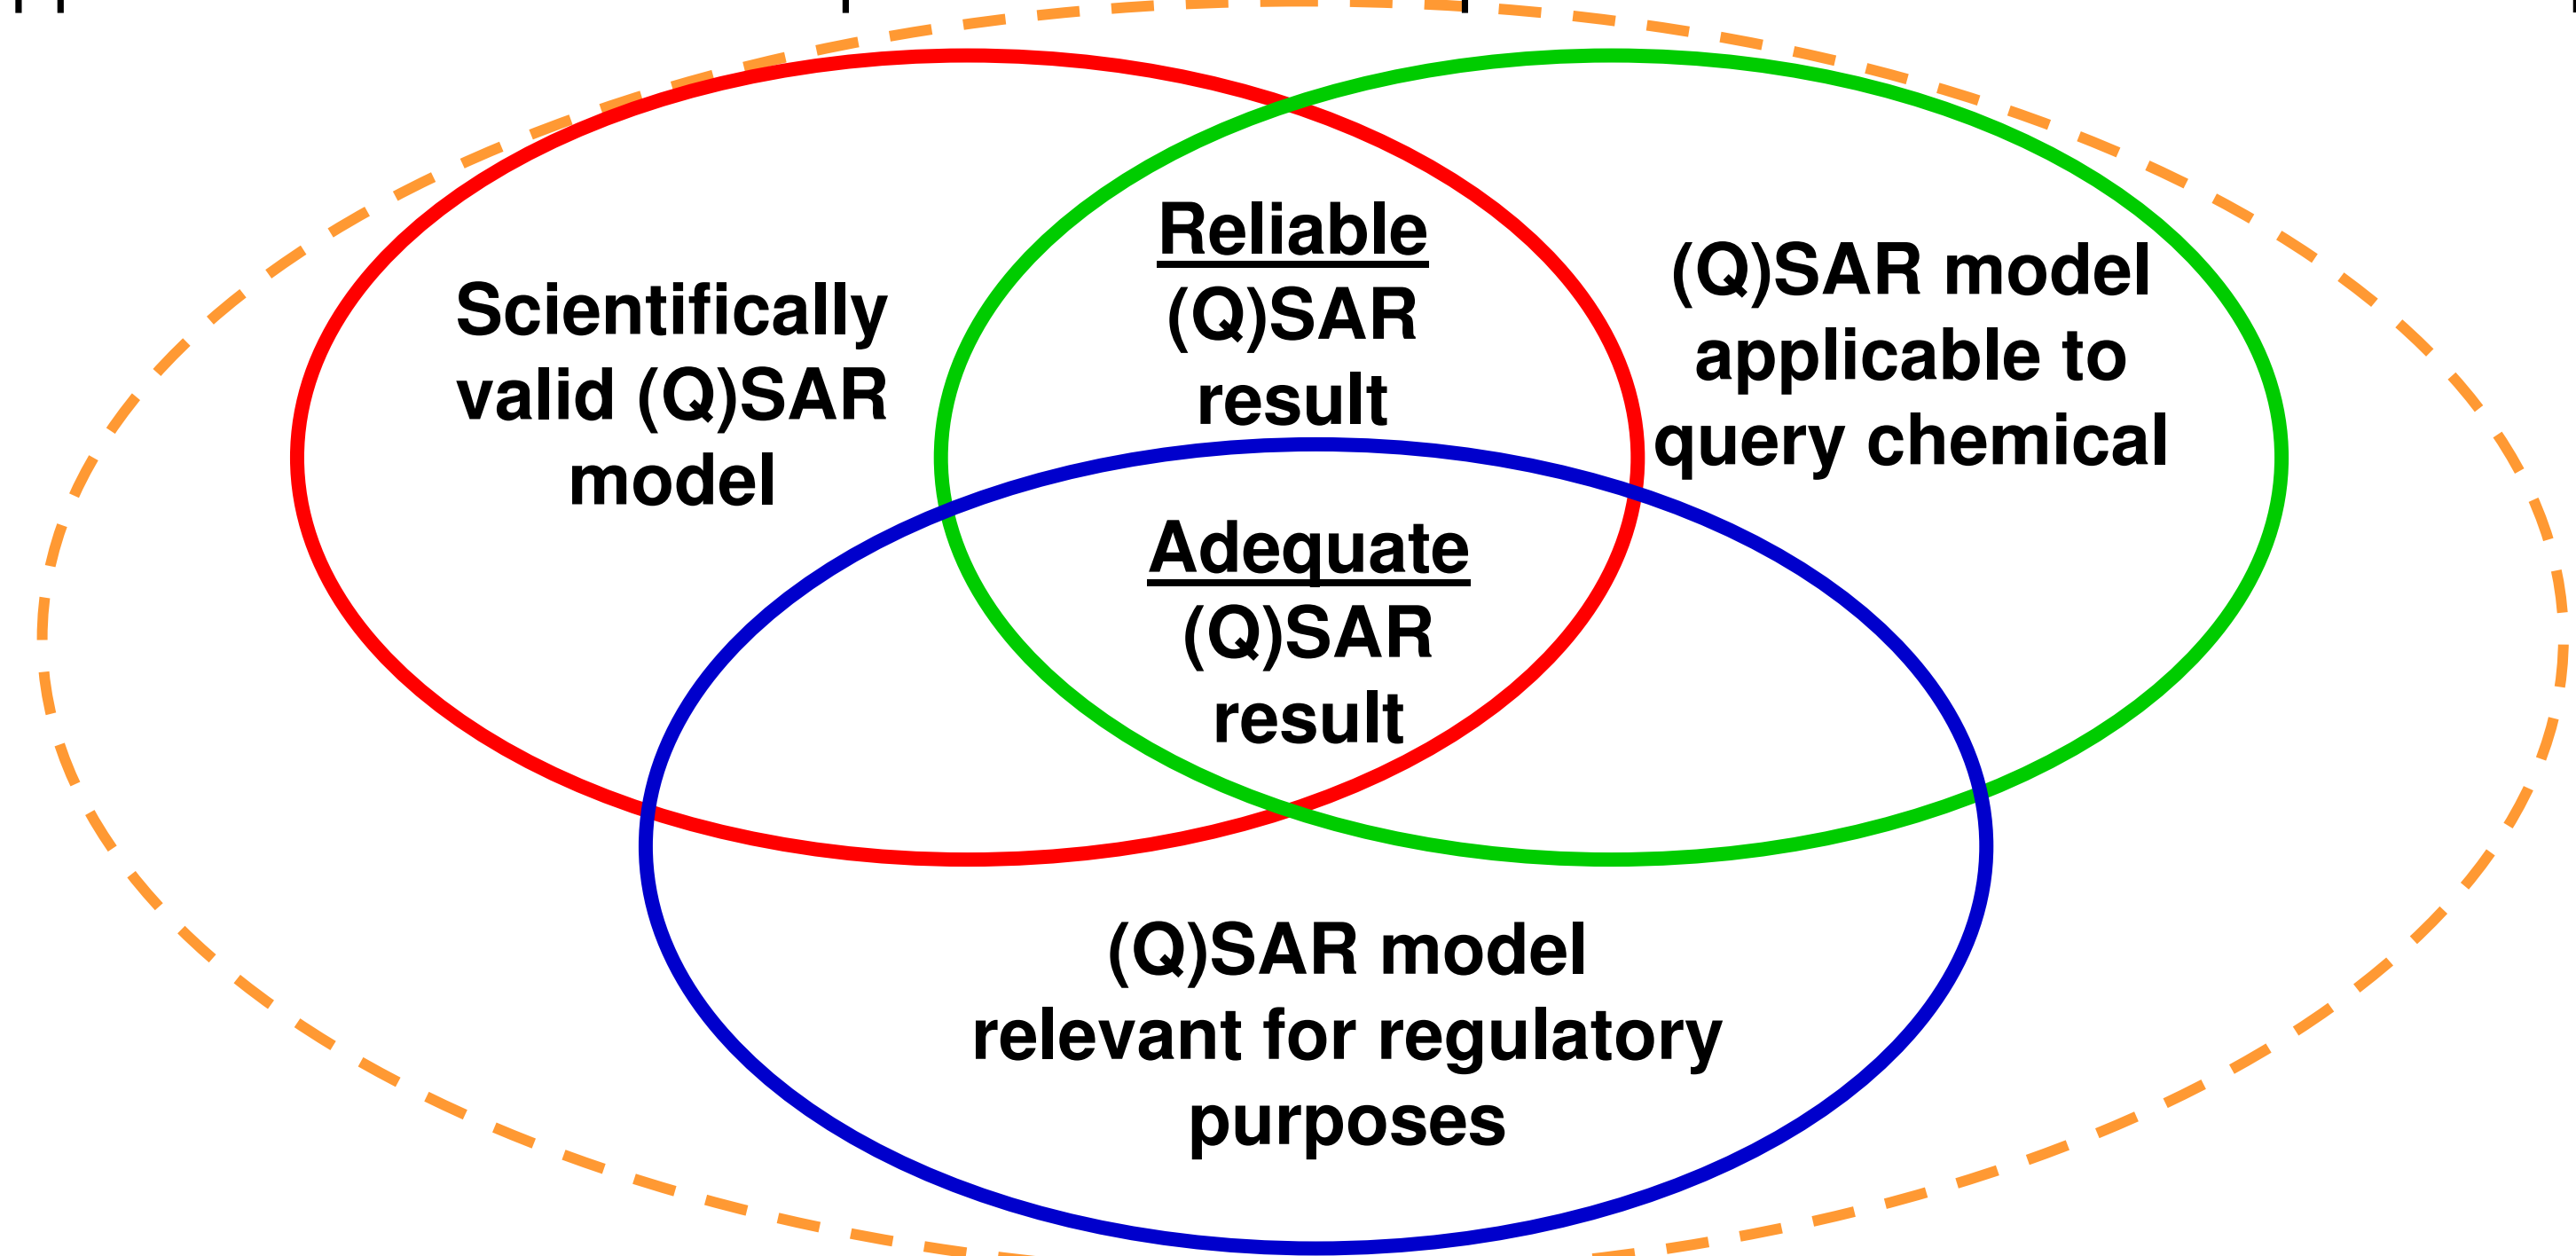 Scientifically
valid (Q)SAR
model
Reliable
(Q)SAR
result
(Q)SAR model
applicable to
query chemical
Adequate
(Q)SAR
result
(Q)SAR model
relevant for regulatory
purposes